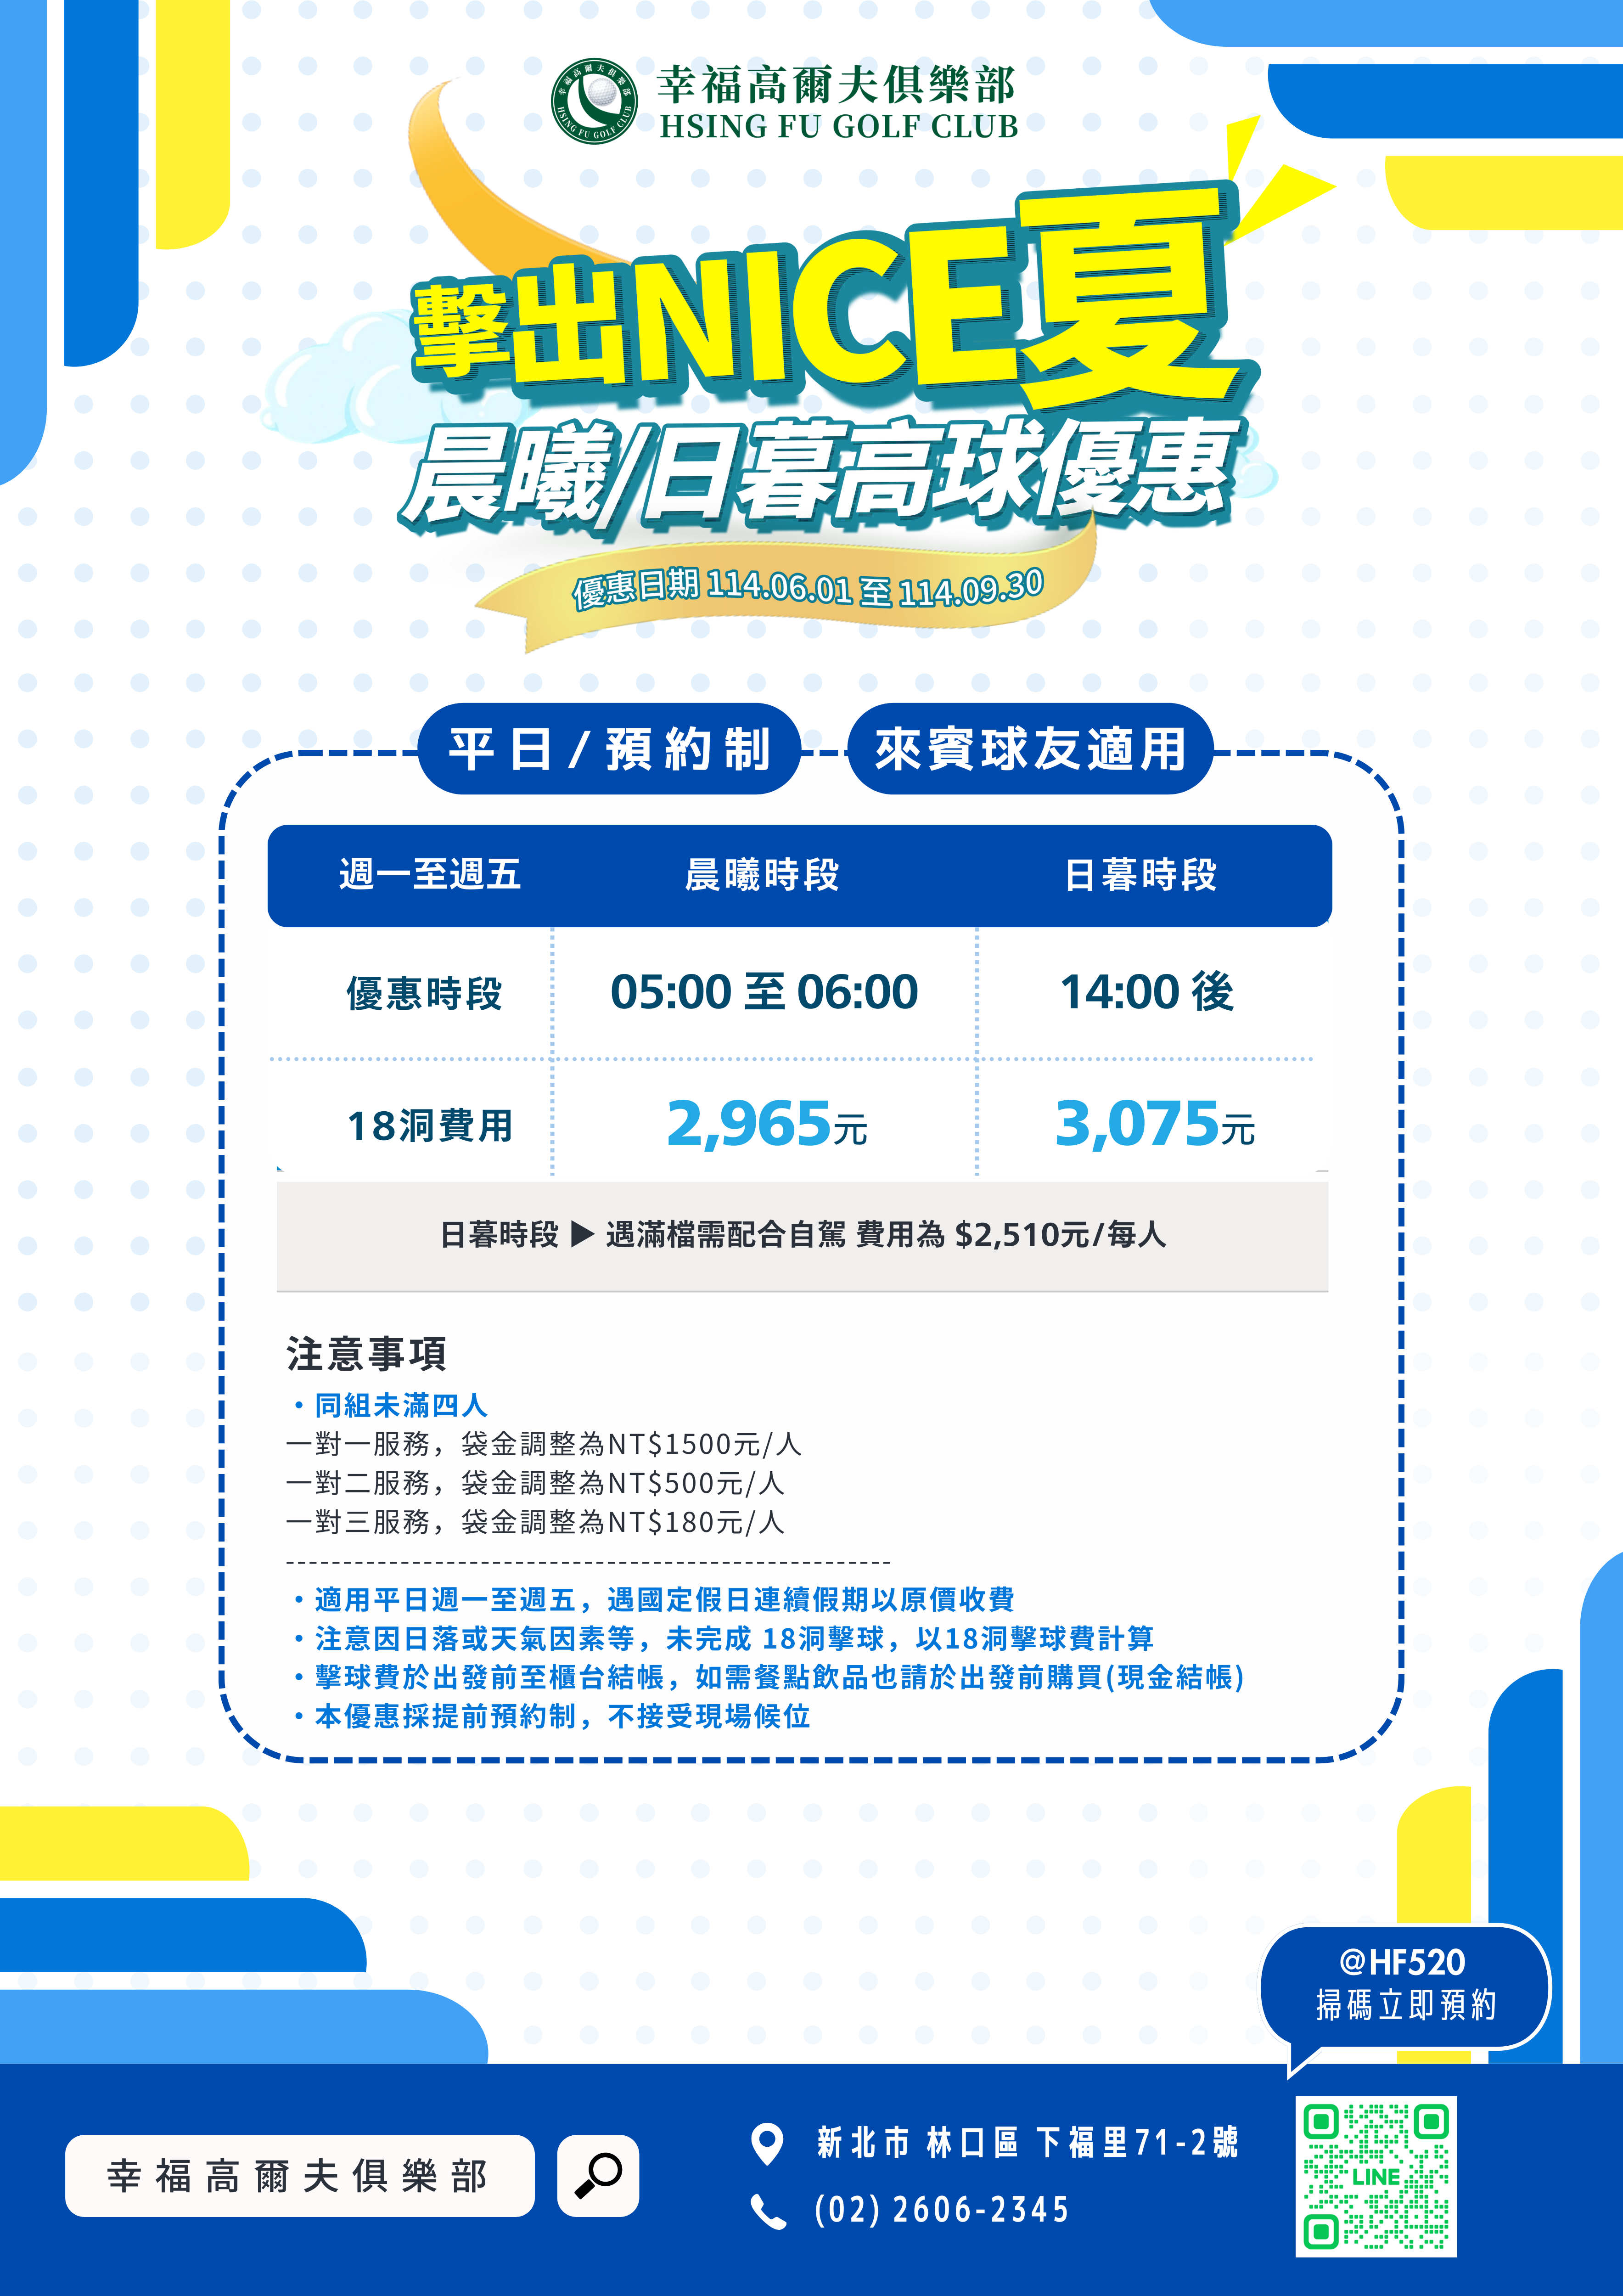 幸福高爾夫俱樂部
HSING FU GOLF CLUB
幸福高爾夫俱樂部
HSING FU GOLF CLUB
擊出NICE夏
晨曦/日暮高球優惠
優惠日期 114.06.01 至 114.09.30
平日/預約制
來賓球友適用
週一至週五 晨曦時段 日暮時段
優惠時段 05:00 至 06:00 14:00 後
18洞費用 2,965元 3,075元
日暮時段 ▶ 遇滿檔需配合自駕 費用為 $2,510元/每人
注意事項
・同組未滿四人
一對一服務，袋金調整為NT$1500元/人
一對二服務，袋金調整為NT$500元/人
一對三服務，袋金調整為NT$180元/人
----------------------------------------------------
・適用平日週一至週五，遇國定假日連續假期以原價收費
・注意因日落或天氣因素等，未完成 18洞擊球，以18洞擊球費計算
・擊球費於出發前至櫃台結帳，如需餐點飲品也請於出發前購買(現金結帳)
・本優惠採提前預約制，不接受現場候位
@HF520
掃碼立即預約
幸福高爾夫俱樂部
新北市 林口區 下福里71-2號
(02) 2606-2345
LINE